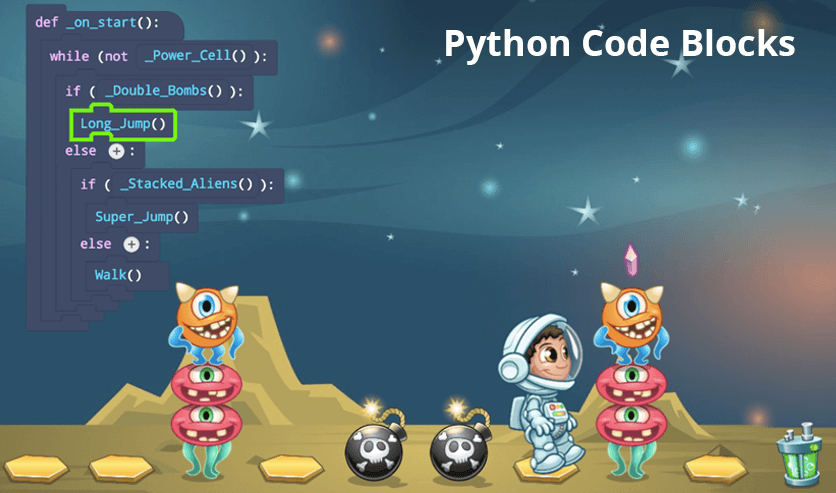 Python Code Blocks
def _on_start():
while (not _Power_Cell() ):
if ( _Double_Bombs() ):
Long_Jump()
else + :
if ( _Stacked_Aliens() ):
Super_Jump()
else + :
Walk()